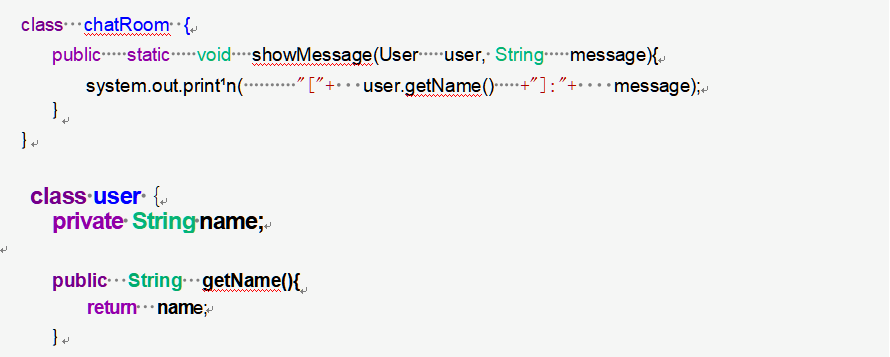 class chatRoom {
public static void showMessage(User user, String message){
system.out.print¹n( "["+ user.getName() +"]:"+ message);
}
}
class user {
private String name;
public String getName(){
return name;
}